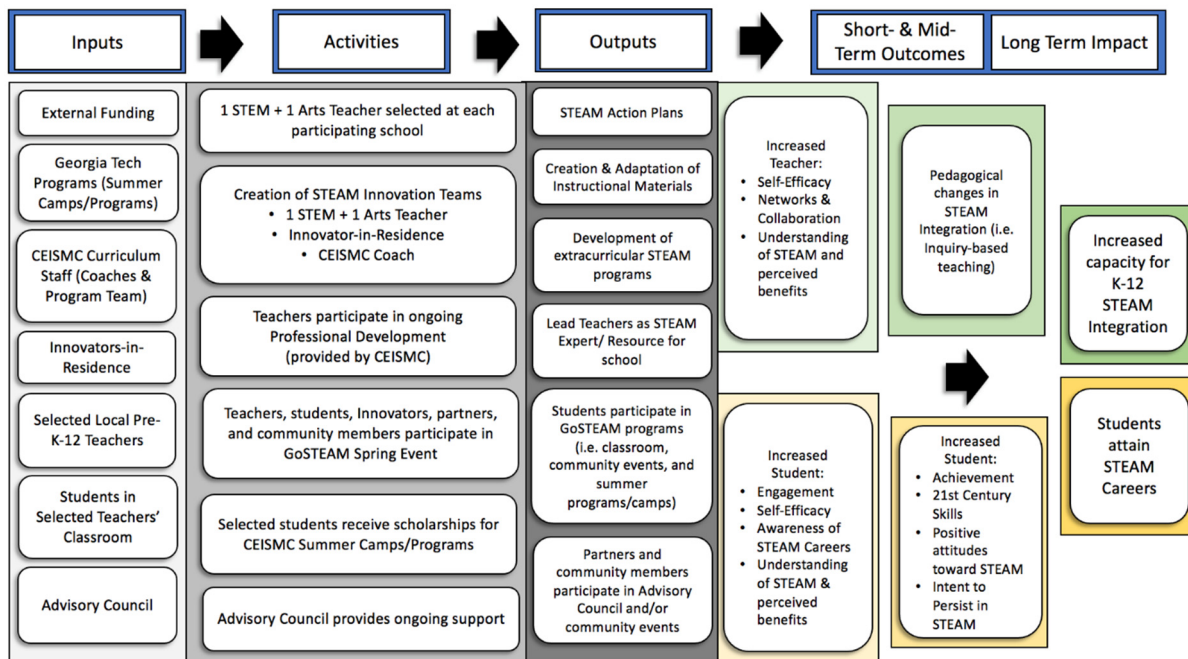 Inputs
Activities
Outputs
Short- & Mid-
Term Outcomes
Long Term Impact
External Funding
Georgia Tech
Programs (Summer
Camps/Programs)
CEISMC Curriculum
Staff (Coaches &
Program Team)
Innovators-in-
Residence
Selected Local Pre-
K-12 Teachers
Students in
Selected Teachers’
Classroom
Advisory Council
1 STEM + 1 Arts Teacher selected at each
participating school
Creation of STEAM Innovation Teams
• 1 STEM + 1 Arts Teacher
• Innovator-in-Residence
• CEISMC Coach
Teachers participate in ongoing
Professional Development
(provided by CEISMC)
Teachers, students, Innovators, partners,
and community members participate in
GoSTEAM Spring Event
Selected students receive scholarships for
CEISMC Summer Camps/Programs
Advisory Council provides ongoing support
STEAM Action Plans
Creation & Adaptation of
Instructional Materials
Development of
extracurricular STEAM
programs
Lead Teachers as STEAM
Expert/ Resource for
school
Students participate in
GoSTEAM programs
(i.e. classroom,
community events, and
summer
programs/camps)
Partners and
community members
participate in Advisory
Council and/or
community events
Increased
Teacher:
• Self-Efficacy
• Networks &
Collaboration
• Understanding
of STEAM and
perceived
benefits
Increased
Student:
• Engagement
• Self-Efficacy
• Awareness of
STEAM Careers
• Understanding
of STEAM &
perceived
benefits
Pedagogical
changes in
STEAM
Integration (i.e.
Inquiry-based
teaching)
Increased
Student:
• Achievement
• 21st Century
Skills
• Positive
attitudes
toward STEAM
• Intent to
Persist in
STEAM
Increased
capacity for
K-12
STEAM
Integration
Students
attain
STEAM
Careers